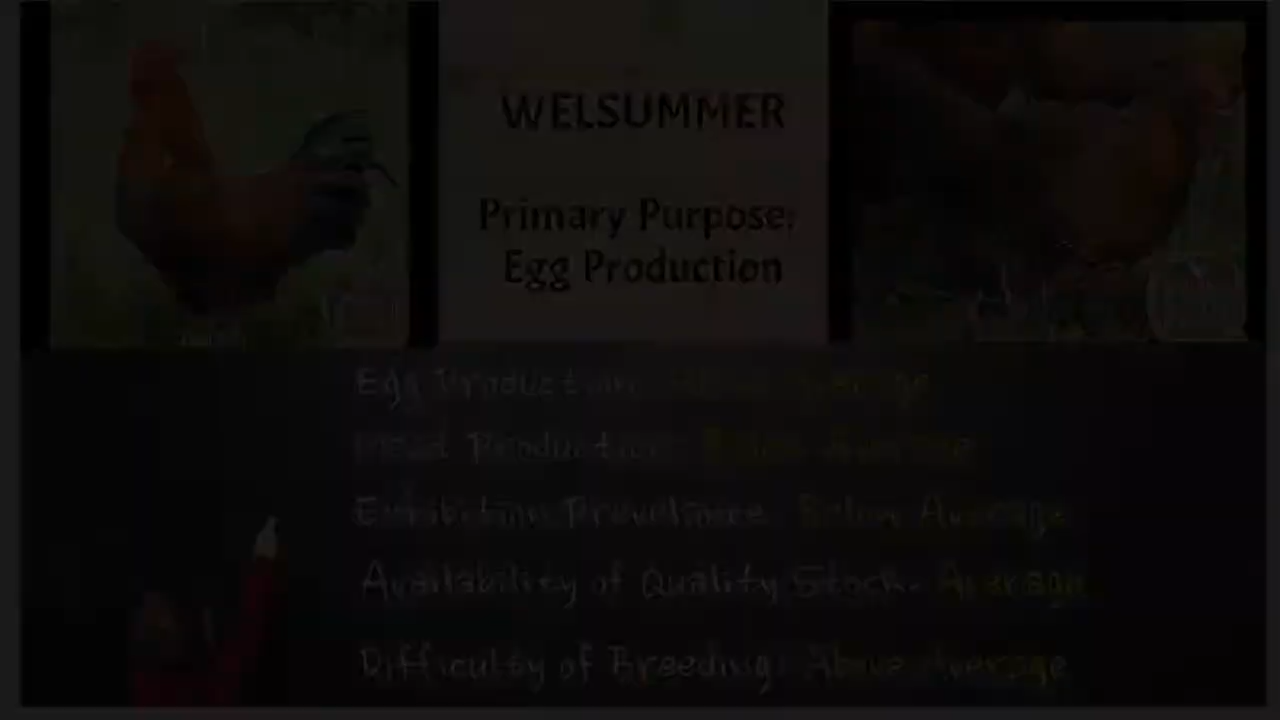 WELSUMMER
Primary Purpose:
Egg Production
Egg Production: Above Average
Meat Production: Below Average
Exhibition Prevalance: Below Average
Availability of Quality Stock: Average
Difficulty of Breeding: Above Average